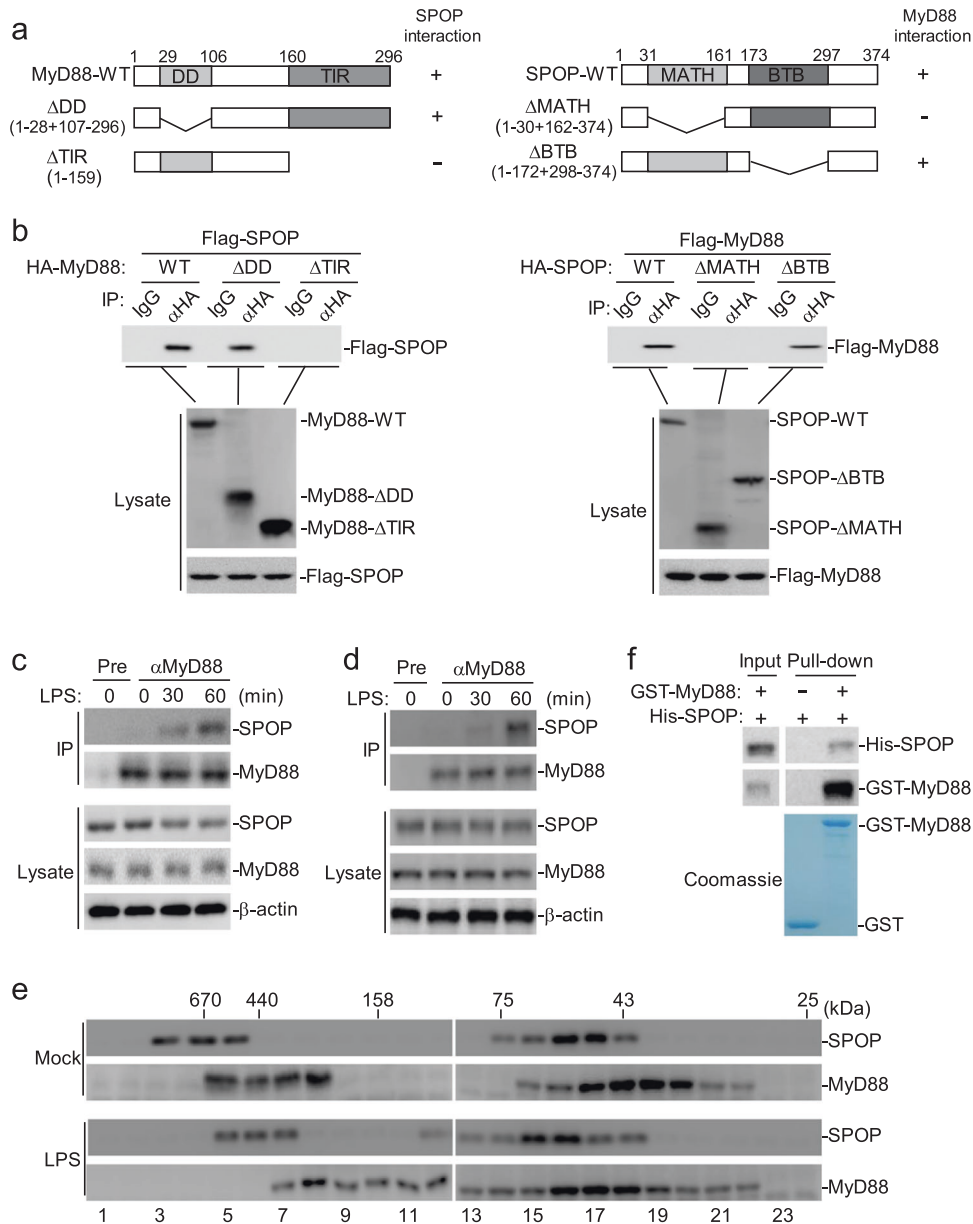 a
SPOP interaction
1 29 106 160 296
MyD88-WT DD TIR +
ΔDD +
(1-28+107-296)
ΔTIR -
(1-159)
MyD88 interaction
1 31 161 173 297 374
SPOP-WT MATH BTB +
ΔMATH -
(1-30+162-374)
ΔBTB +
(1-172+298-374)
b
Flag-SPOP
HA-MyD88: WT ΔDD ΔTIR
IP: IgG αHA IgG αHA IgG αHA
-Flag-SPOP
-MyD88-WT
-MyD88-ΔDD
-MyD88-ΔTIR
Lysate
-Flag-SPOP
Flag-MyD88
HA-SPOP: WT ΔMATH ΔBTB
IP: IgG αHA IgG αHA IgG αHA
-Flag-MyD88
-SPOP-WT
-SPOP-ΔBTB
-SPOP-ΔMATH
Lysate
-Flag-MyD88
c
Pre αMyD88
LPS: 0 0 30 60 (min)
IP
-SPOP
-MyD88
Lysate
-SPOP
-MyD88
-β-actin
d
Pre αMyD88
LPS: 0 0 30 60 (min)
IP
-SPOP
-MyD88
Lysate
-SPOP
-MyD88
-β-actin
f
Input Pull-down
GST-MyD88: + - +
His-SPOP: + + +
-His-SPOP
-GST-MyD88
-GST-MyD88
Coomassie
-GST
e
670 440 158 75 43 25 (kDa)
Mock
-SPOP
-MyD88
LPS
-SPOP
-MyD88
1 3 5 7 9 11 13 15 17 19 21 23